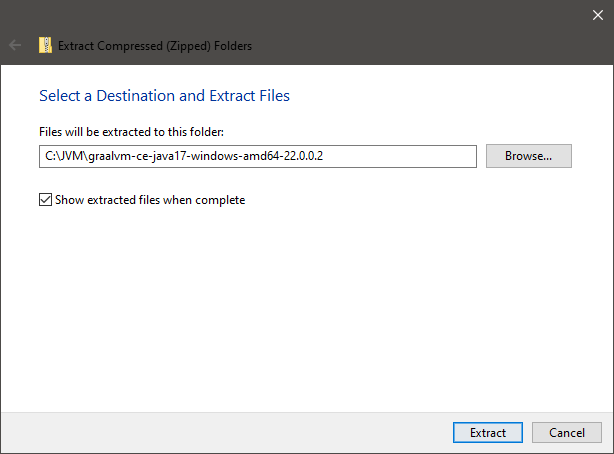 Extract Compressed (Zipped) Folders
Select a Destination and Extract Files
Files will be extracted to this folder:
C:\JVM\graalvm-ce-java17-windows-amd64-22.0.0.2
Browse...
Show extracted files when complete
Extract
Cancel